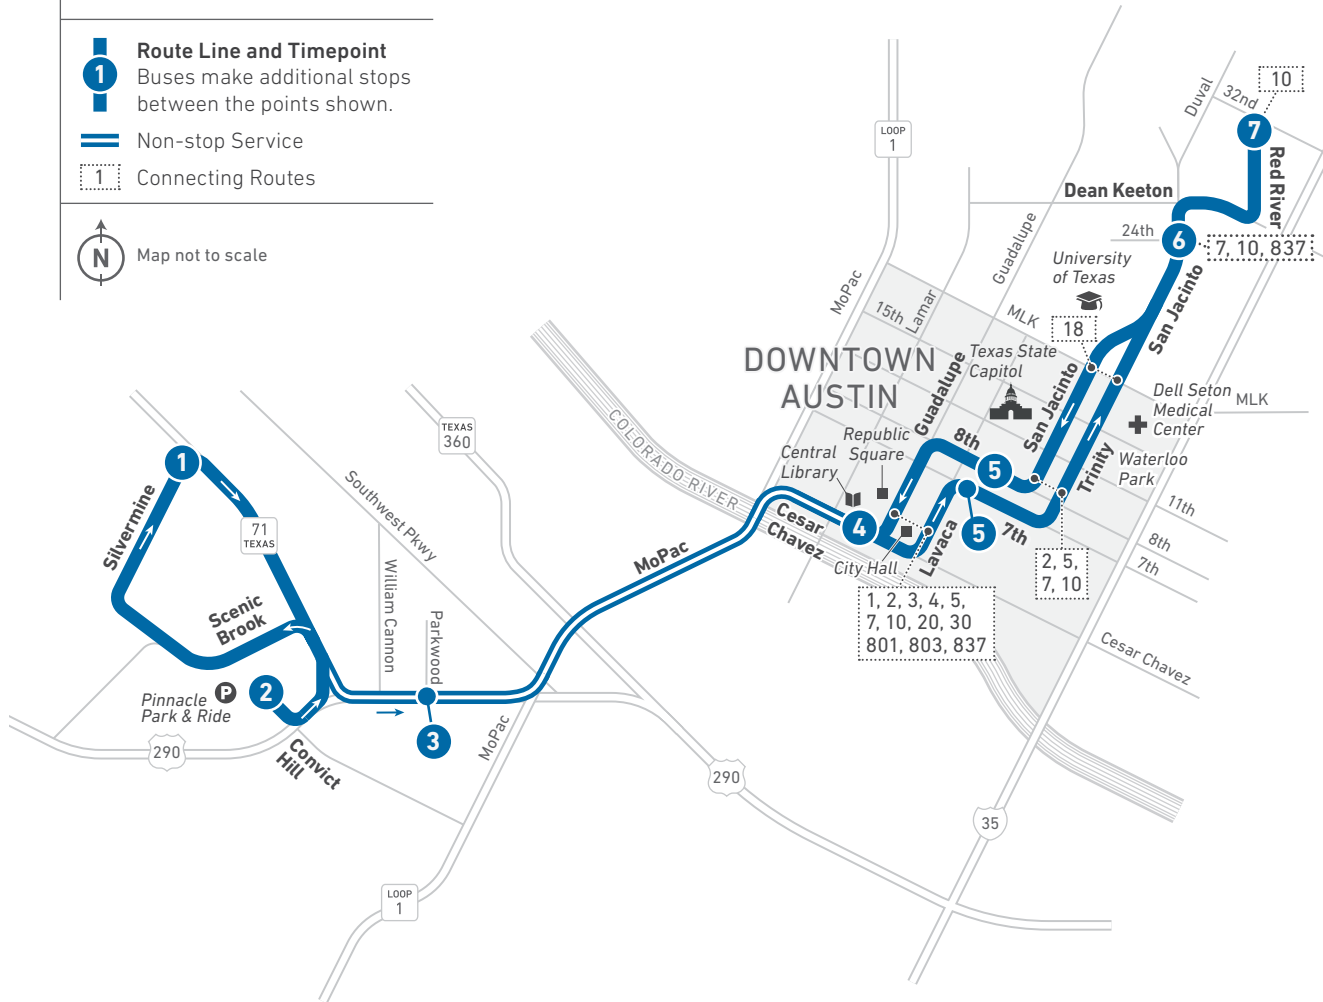 Route Line and Timepoint
1
Buses make additional stops
between the points shown.
Non-stop Service
1
Connecting Routes
N
Map not to scale
10
32nd
Duval
7
Red River
LOOP
1
Dean Keeton
24th
6
7, 10, 837
Guadalupe
University
of Texas
MoPac
Lamar
15th
MLK
18
San Jacinto
DOWNTOWN
AUSTIN
Texas State
Capitol
Guadalupe
San Jacinto
Dell Seton
Medical
Center
MLK
TEXAS
360
COLORADO RIVER
Republic
Square
8th
Central
Library
5
Trinity
Waterloo
Park
11th
1
Southwest Pkwy
Silvermine
71
TEXAS
Cesar
Chavez
4
5
7th
Lavaca
City Hall
8th
7th
2, 5,
7, 10
MoPac
William Cannon
Parkwood
Scenic
Brook
1, 2, 3, 4, 5,
7, 10, 20, 30
801, 803, 837
Cesar Chavez
P
2
Pinnacle
Park & Ride
3
290
Convict
Hill
MoPac
290
35
LOOP
1